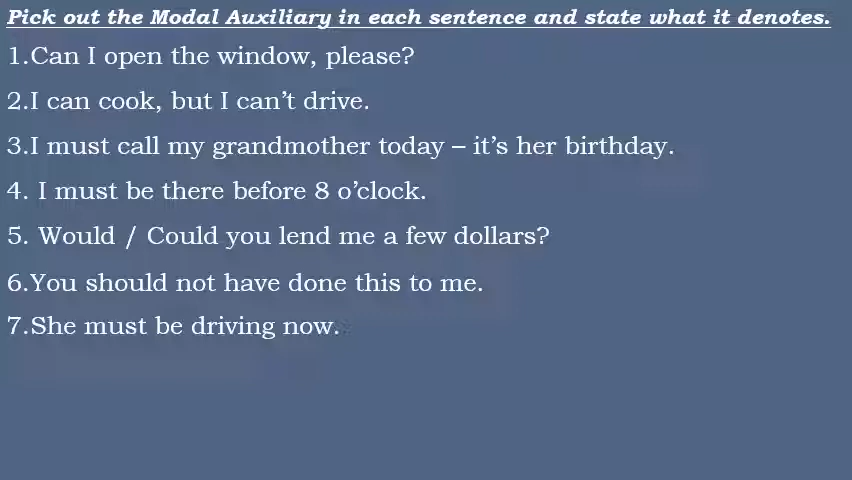 Pick out the Modal Auxiliary in each sentence and state what it denotes.
1.Can I open the window, please?
2.I can cook, but I can’t drive.
3.I must call my grandmother today – it’s her birthday.
4. I must be there before 8 o’clock.
5. Would / Could you lend me a few dollars?
6.You should not have done this to me.
7.She must be driving now.